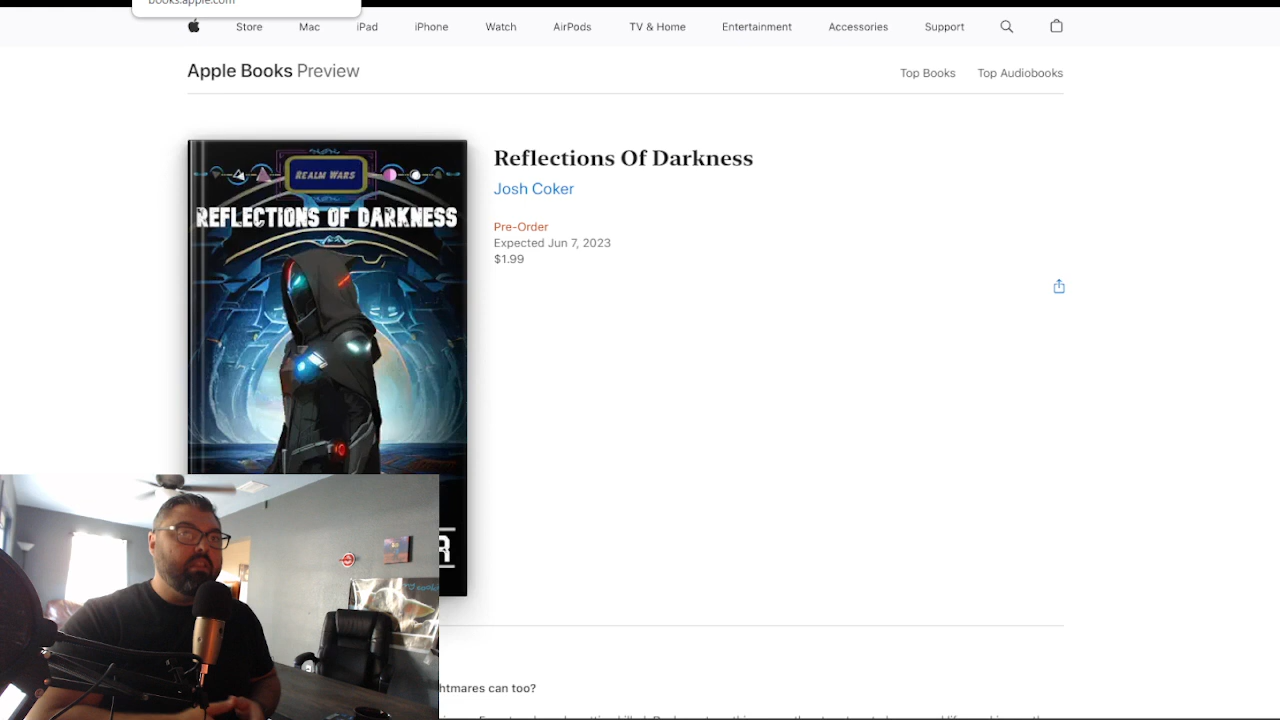 books.apple.com
Store Mac iPad iPhone Watch AirPods TV & Home Entertainment Accessories Support
Apple Books Preview
Top Books Top Audiobooks
REALM WARS
REFLECTIONS OF DARKNESS
Reflections Of Darkness
Josh Coker
Pre-Order
Expected Jun 7, 2023
$1.99
R
htmares can too?